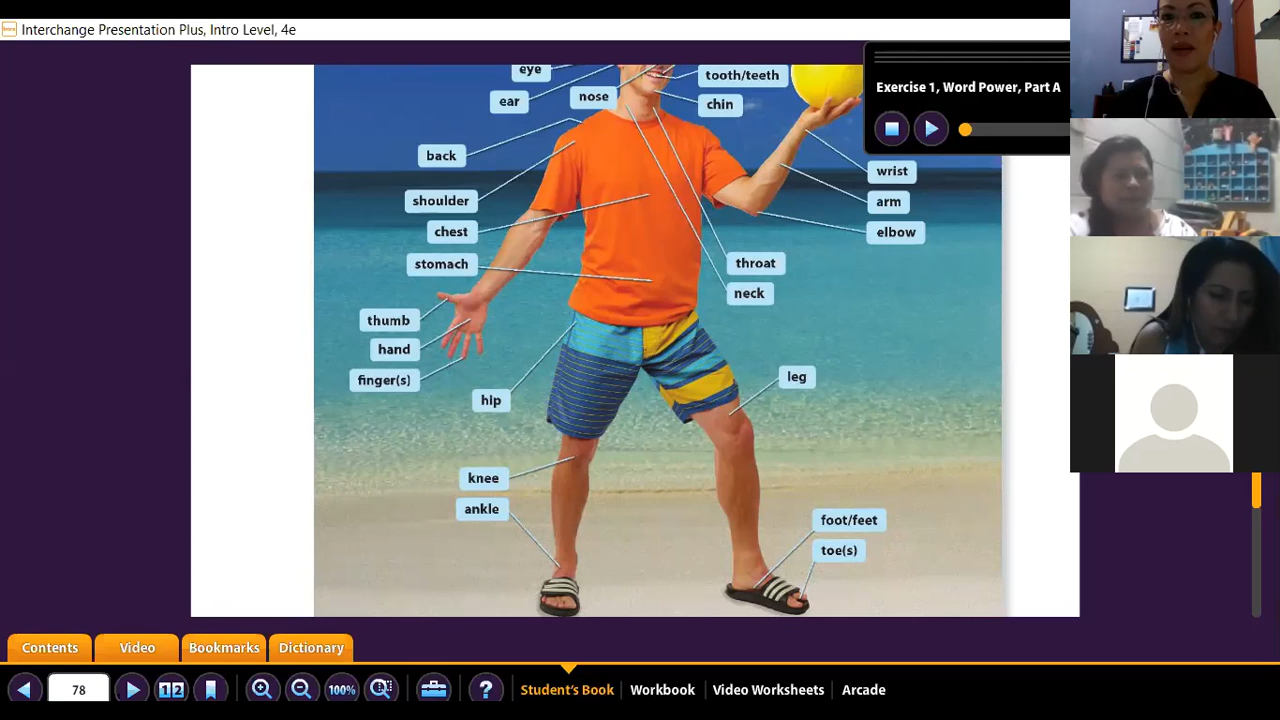 Interchange Presentation Plus, Intro Level, 4e
eye
tooth/teeth
ear
nose
chin
Exercise 1, Word Power, Part A
back
wrist
shoulder
arm
chest
elbow
stomach
throat
neck
thumb
hand
finger(s)
leg
hip
knee
ankle
foot/feet
toe(s)
Contents
Video
Bookmarks
Dictionary
78
1 2
100%
?
Student's Book
Workbook
Video Worksheets
Arcade